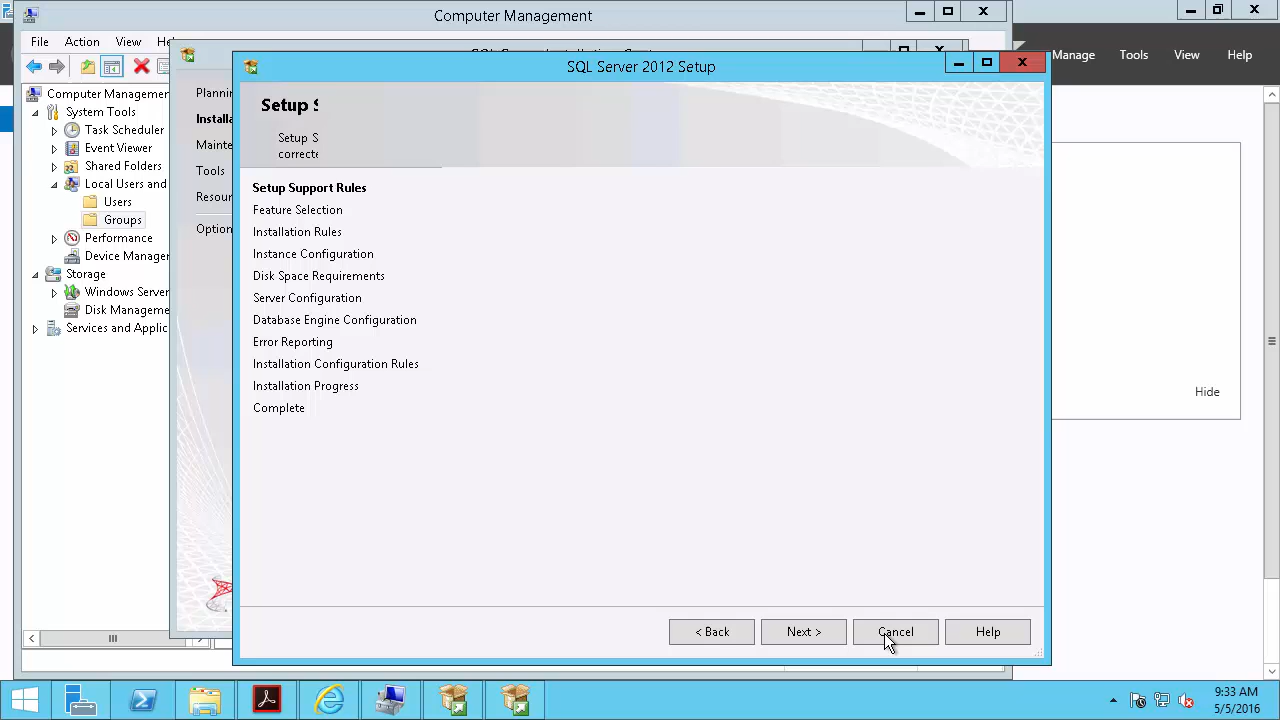 Computer Management
File Action View
Manage Tools View Help
SQL Server 2012 Setup
Computer Managemen
System Tools
Task Scheduler
Event Viewer
Shared Folders
Local Users and
Users
Groups
Performance
Device Manager
Storage
Windows Server
Disk Manageme
Services and Applic
Plannin
Installa
Mainte
Tools
Resour
Option
Setup S
Setup S
correcte
Setup Support Rules
Feature Selection
Installation Rules
Instance Configuration
Disk Space Requirements
Server Configuration
Database Engine Configuration
Error Reporting
Installation Configuration Rules
Installation Progress
Complete
Hide
< Back Next > Cancel Help
9:33 AM
5/5/2016